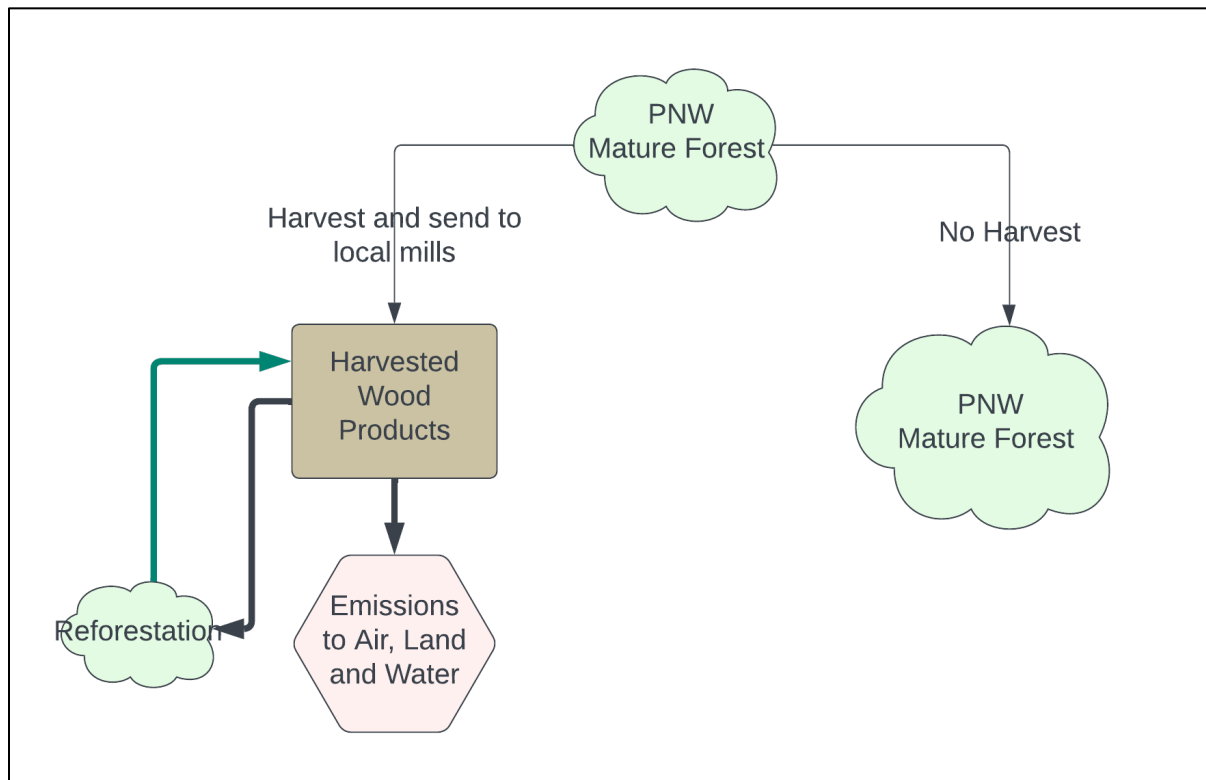 PNW
Mature Forest
Harvest and send to
local mills
No Harvest
Harvested
Wood
Products
PNW
Mature Forest
Reforestation
Emissions
to Air, Land
and Water